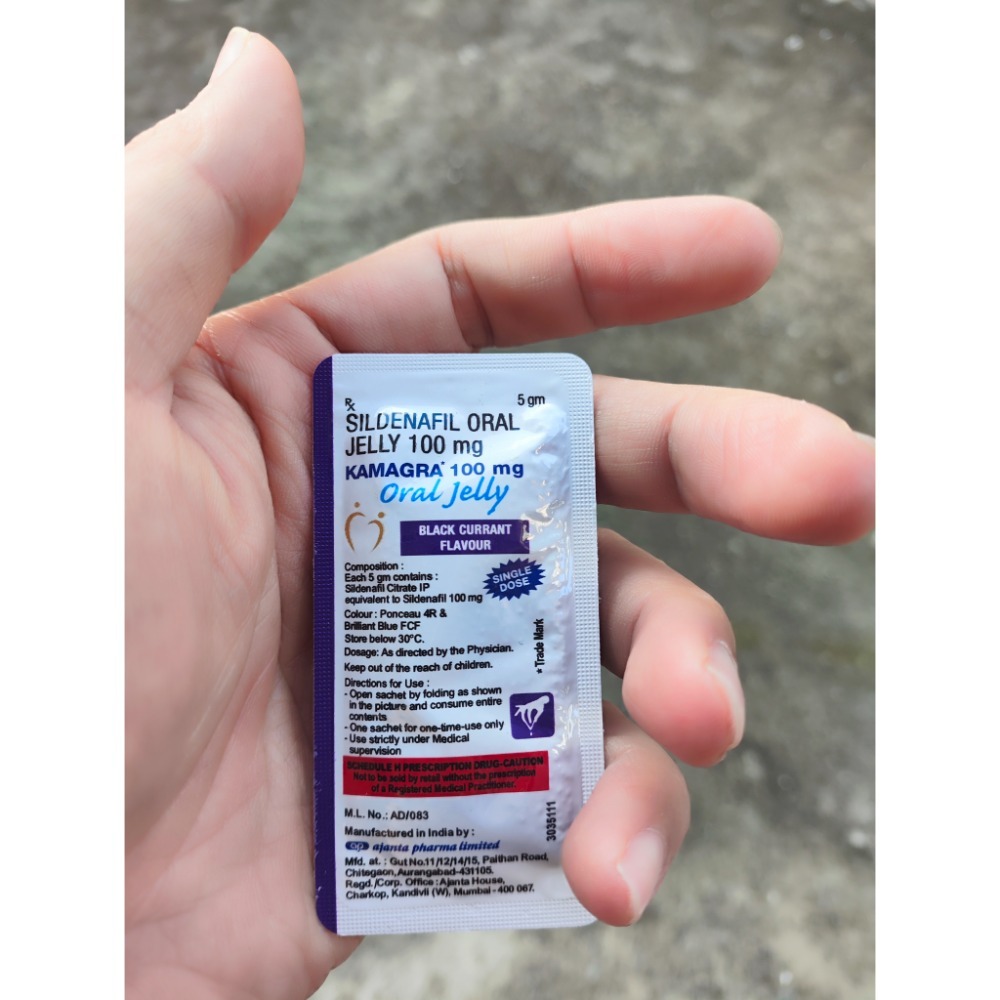 Rx
5 gm
SILDENAFIL ORAL
JELLY 100 mg
KAMAGRA* 100 mg
Oral Jelly
BLACK CURRANT
FLAVOUR
Composition :
Each 5 gm contains :
Sildenafil Citrate IP
equivalent to Sildenafil 100 mg
SINGLE
DOSE
Colour : Ponceau 4R &
Brilliant Blue FCF
Store below 30°C.
Dosage: As directed by the Physician.
Keep out of the reach of children.
* Trade Mark
Directions for Use :
- Open sachet by folding as shown
in the picture and consume entire
contents
- One sachet for one-time-use only
- Use strictly under Medical
supervision
SCHEDULE H PRESCRIPTION DRUG-CAUTION
Not to be sold by retail without the prescription
of a Registered Medical Practitioner.
M.L. No.: AD/083
3035111
Manufactured in India by :
ap ajanta pharma limited
Mfd. at. : Gut No.11/12/14/15, Paithan Road,
Chitegaon, Aurangabad-431105.
Regd./Corp. Office : Ajanta House,
Charkop, Kandivli (W), Mumbai - 400 067.